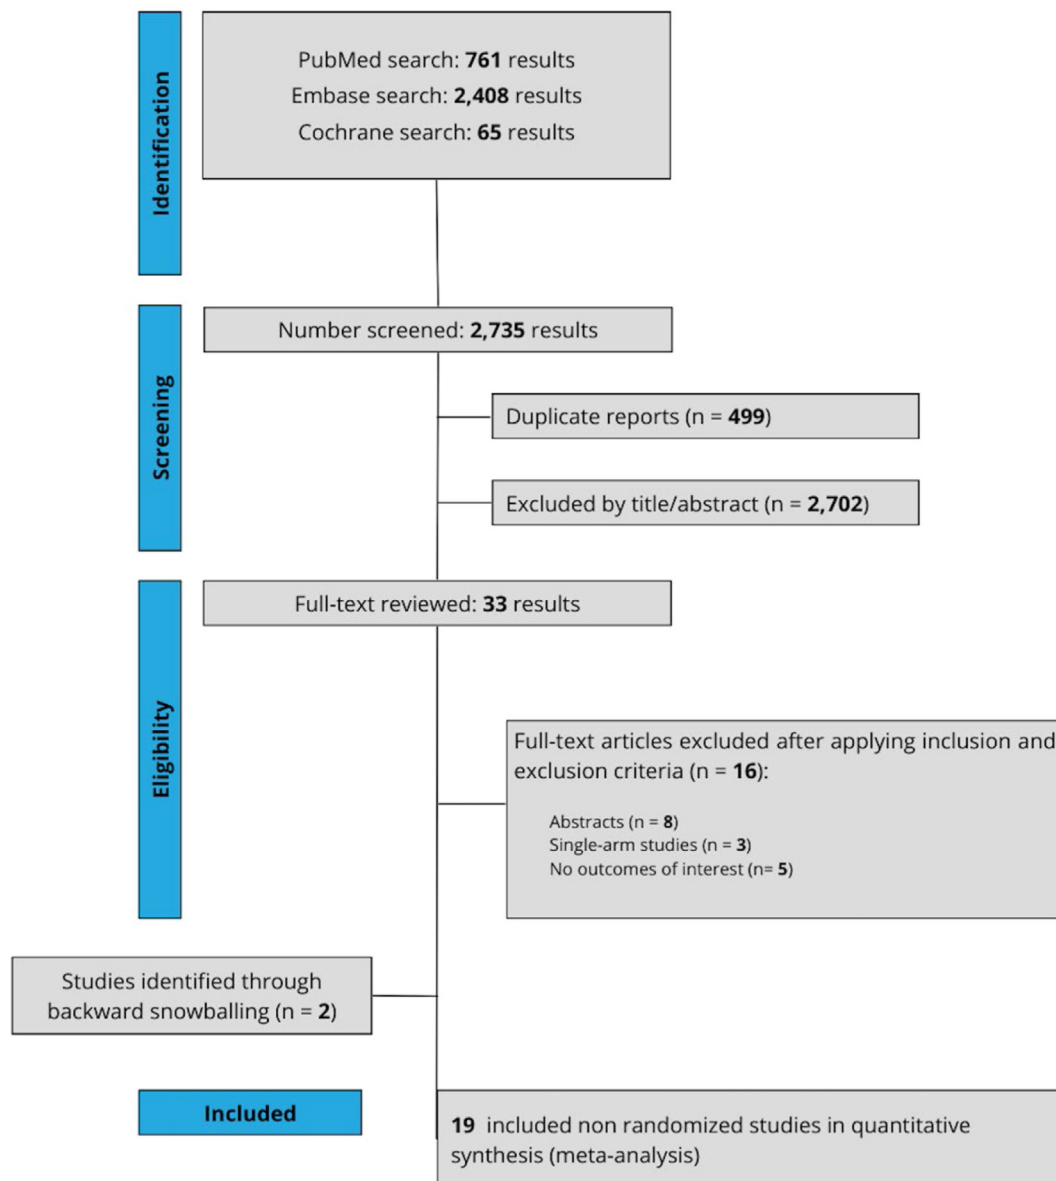 Identification
PubMed search: 761 results
Embase search: 2,408 results
Cochrane search: 65 results
Screening
Number screened: 2,735 results
Duplicate reports (n = 499)
Excluded by title/abstract (n = 2,702)
Eligibility
Full-text reviewed: 33 results
Full-text articles excluded after applying inclusion and
exclusion criteria (n = 16):
Abstracts (n = 8)
Single-arm studies (n = 3)
No outcomes of interest (n= 5)
Studies identified through
backward snowballing (n = 2)
Included
19 included non randomized studies in quantitative
synthesis (meta-analysis)